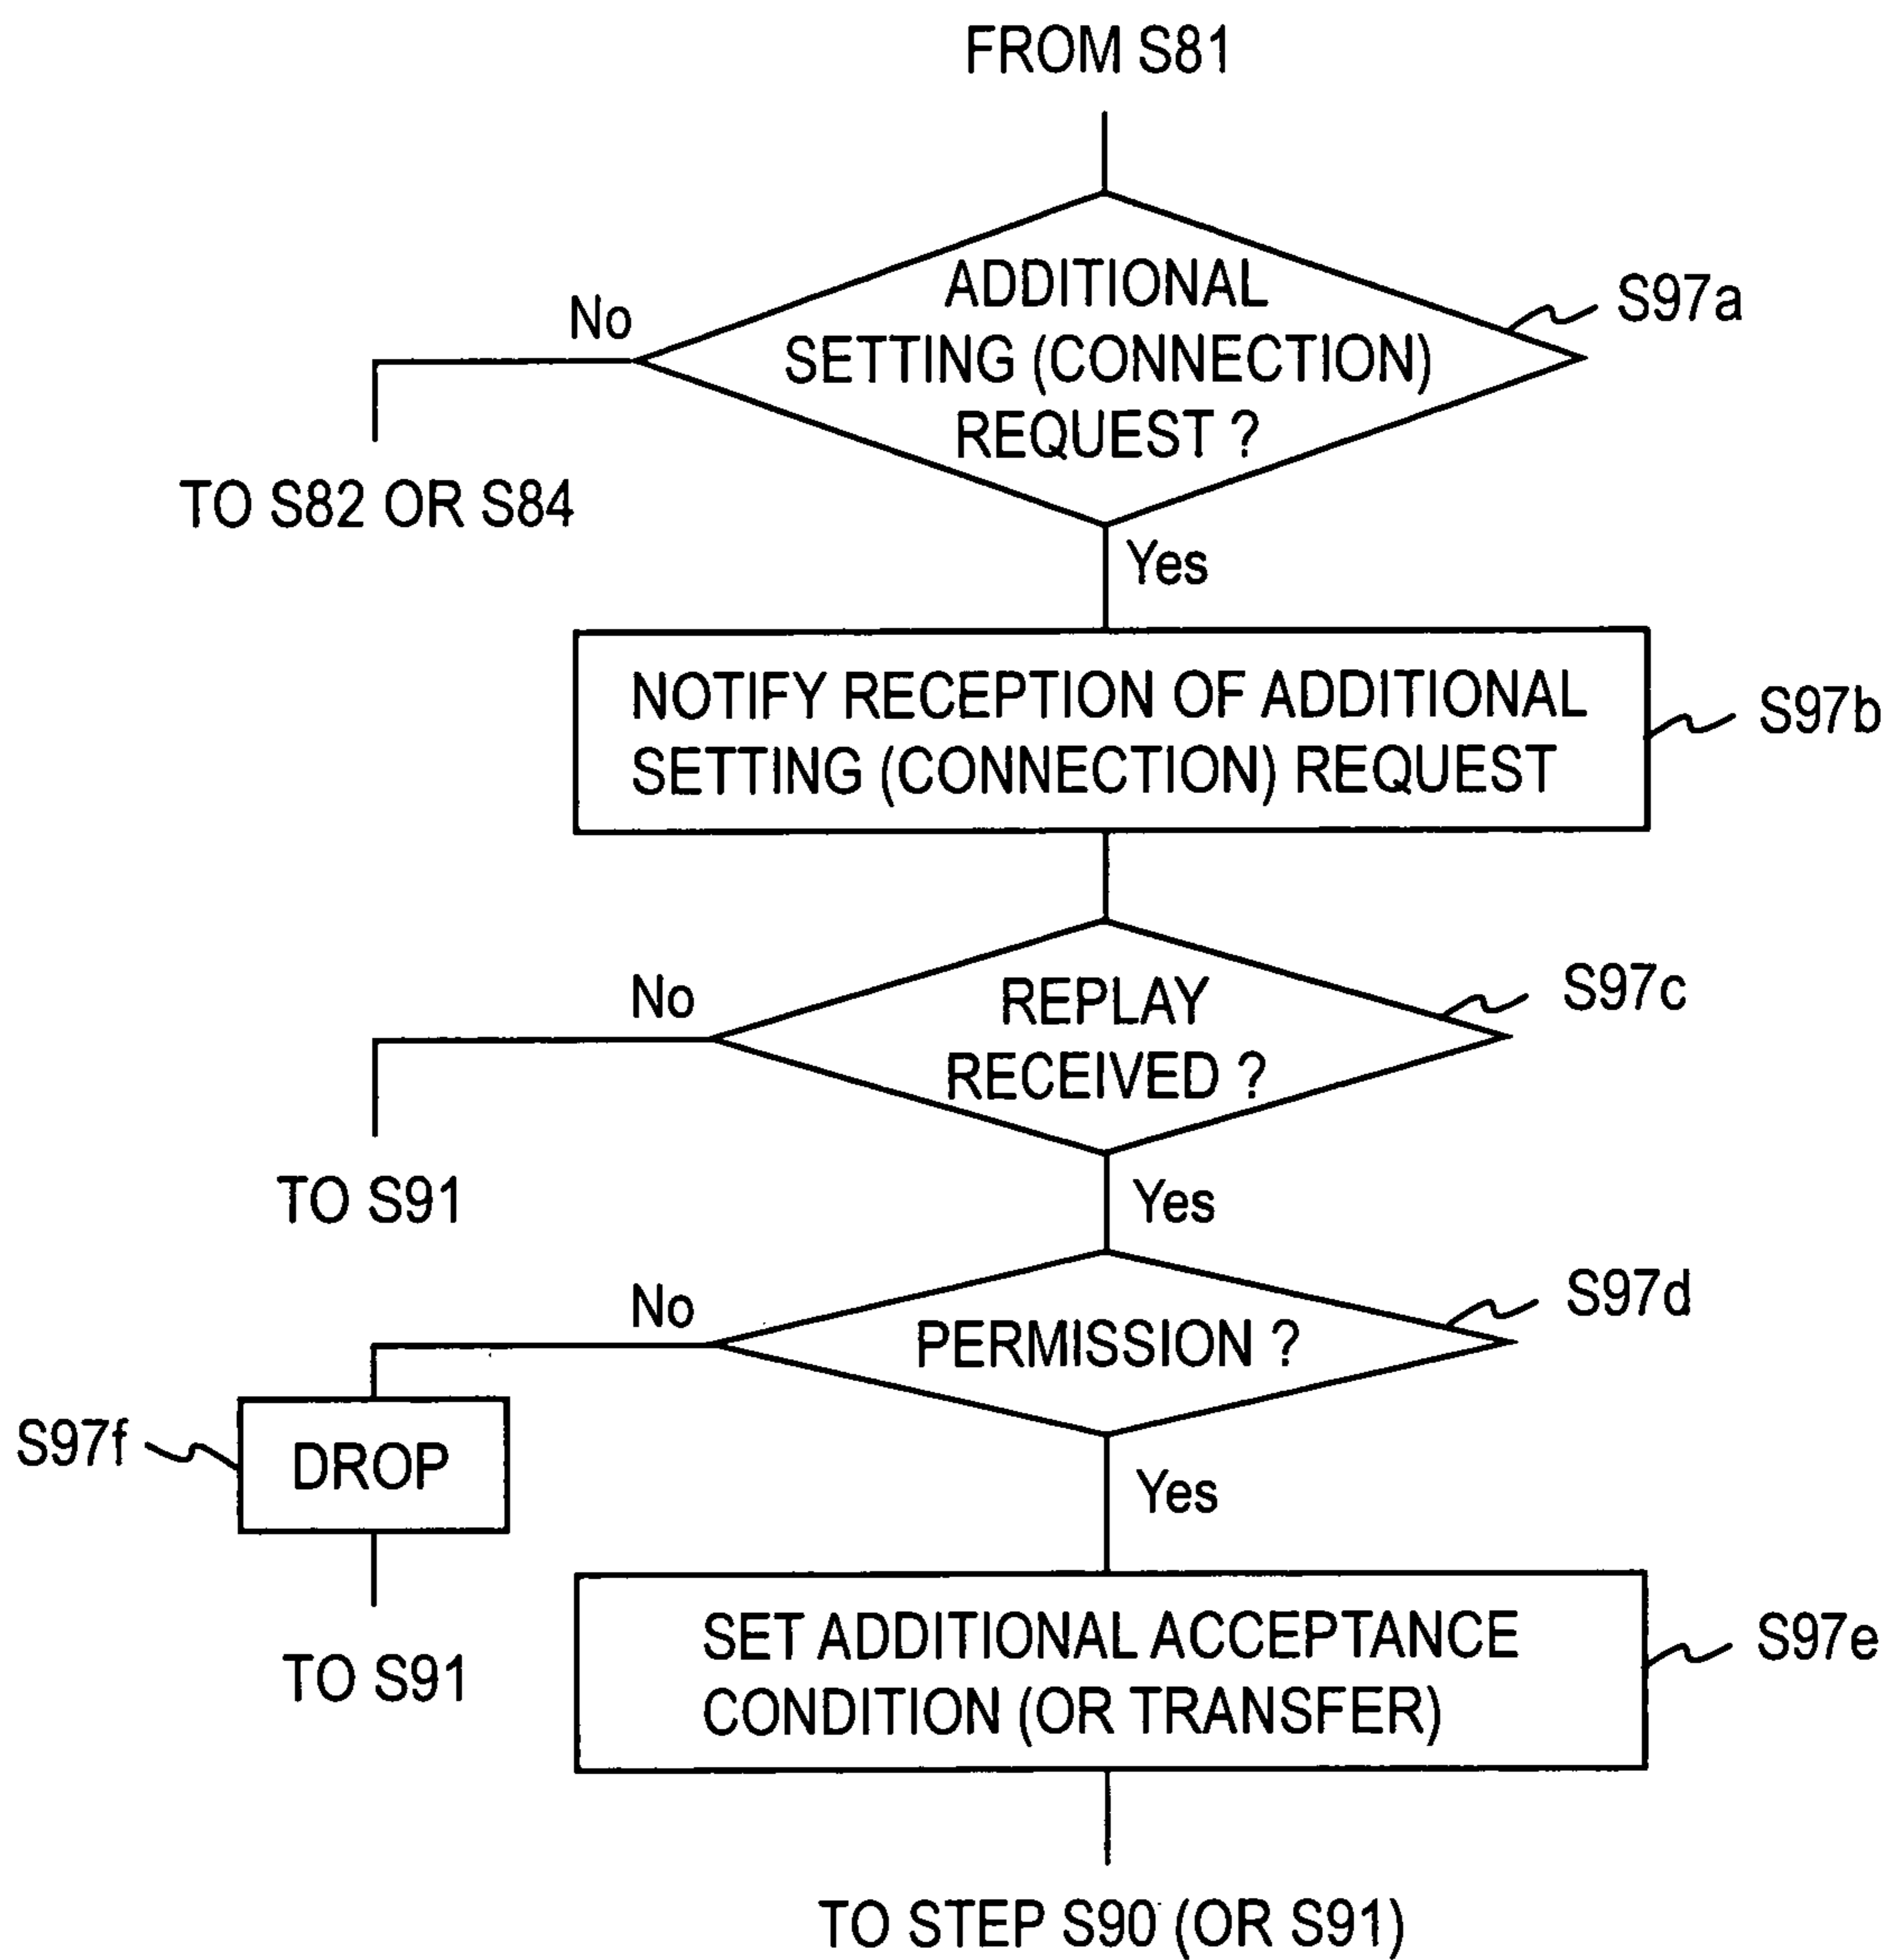 FROM S81
ADDITIONAL
SETTING (CONNECTION)
REQUEST ?
S97a
No
TO S82 OR S84
Yes
NOTIFY RECEPTION OF ADDITIONAL
SETTING (CONNECTION) REQUEST
S97b
REPLAY
RECEIVED ?
S97c
No
TO S91
Yes
PERMISSION ?
S97d
No
S97f
DROP
TO S91
Yes
SET ADDITIONAL ACCEPTANCE
CONDITION (OR TRANSFER)
S97e
TO STEP S90 (OR S91)